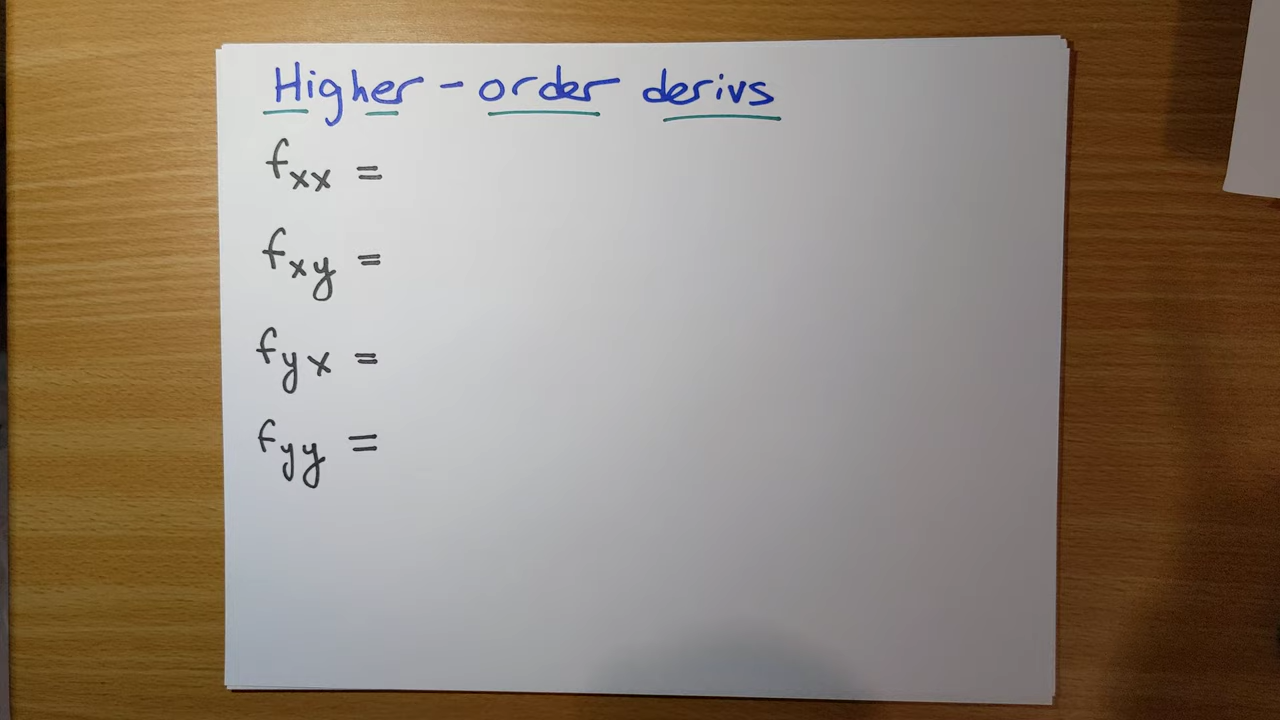 Higher - order derivs
fxx =
fxy =
fyx =
fyy =